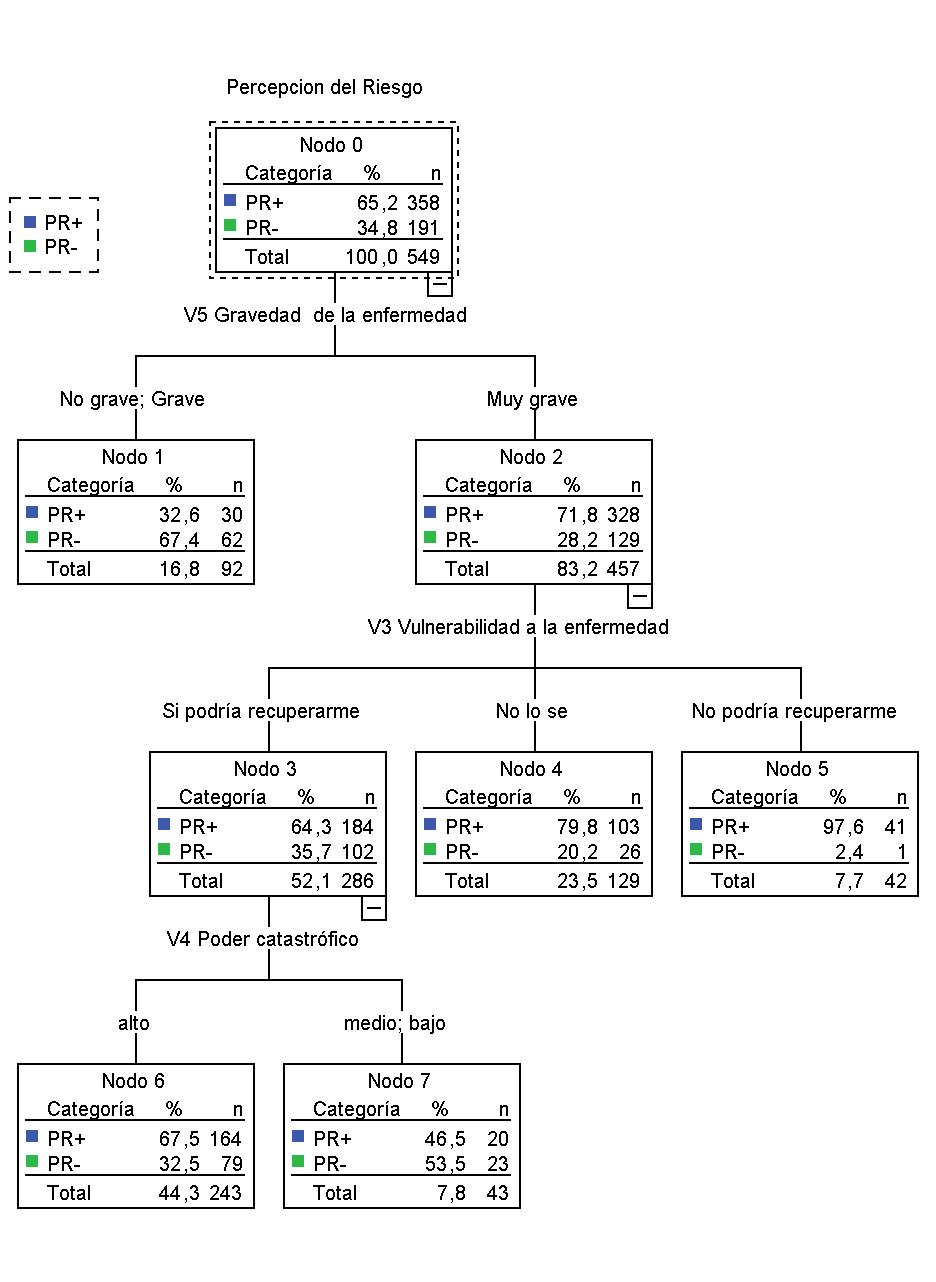 Percepcion del Riesgo
Nodo 0
Categoría % n
PR+ 65,2 358
PR- 34,8 191
Total 100,0 549
PR+
PR-
V5 Gravedad de la enfermedad
No grave; Grave
Muy grave
Nodo 1
Categoría % n
PR+ 32,6 30
PR- 67,4 62
Total 16,8 92
Nodo 2
Categoría % n
PR+ 71,8 328
PR- 28,2 129
Total 83,2 457
V3 Vulnerabilidad a la enfermedad
Si podría recuperarme
No lo se
No podría recuperarme
Nodo 3
Categoría % n
PR+ 64,3 184
PR- 35,7 102
Total 52,1 286
Nodo 4
Categoría % n
PR+ 79,8 103
PR- 20,2 26
Total 23,5 129
Nodo 5
Categoría % n
PR+ 97,6 41
PR- 2,4 1
Total 7,7 42
V4 Poder catastrófico
alto
medio; bajo
Nodo 6
Categoría % n
PR+ 67,5 164
PR- 32,5 79
Total 44,3 243
Nodo 7
Categoría % n
PR+ 46,5 20
PR- 53,5 23
Total 7,8 43